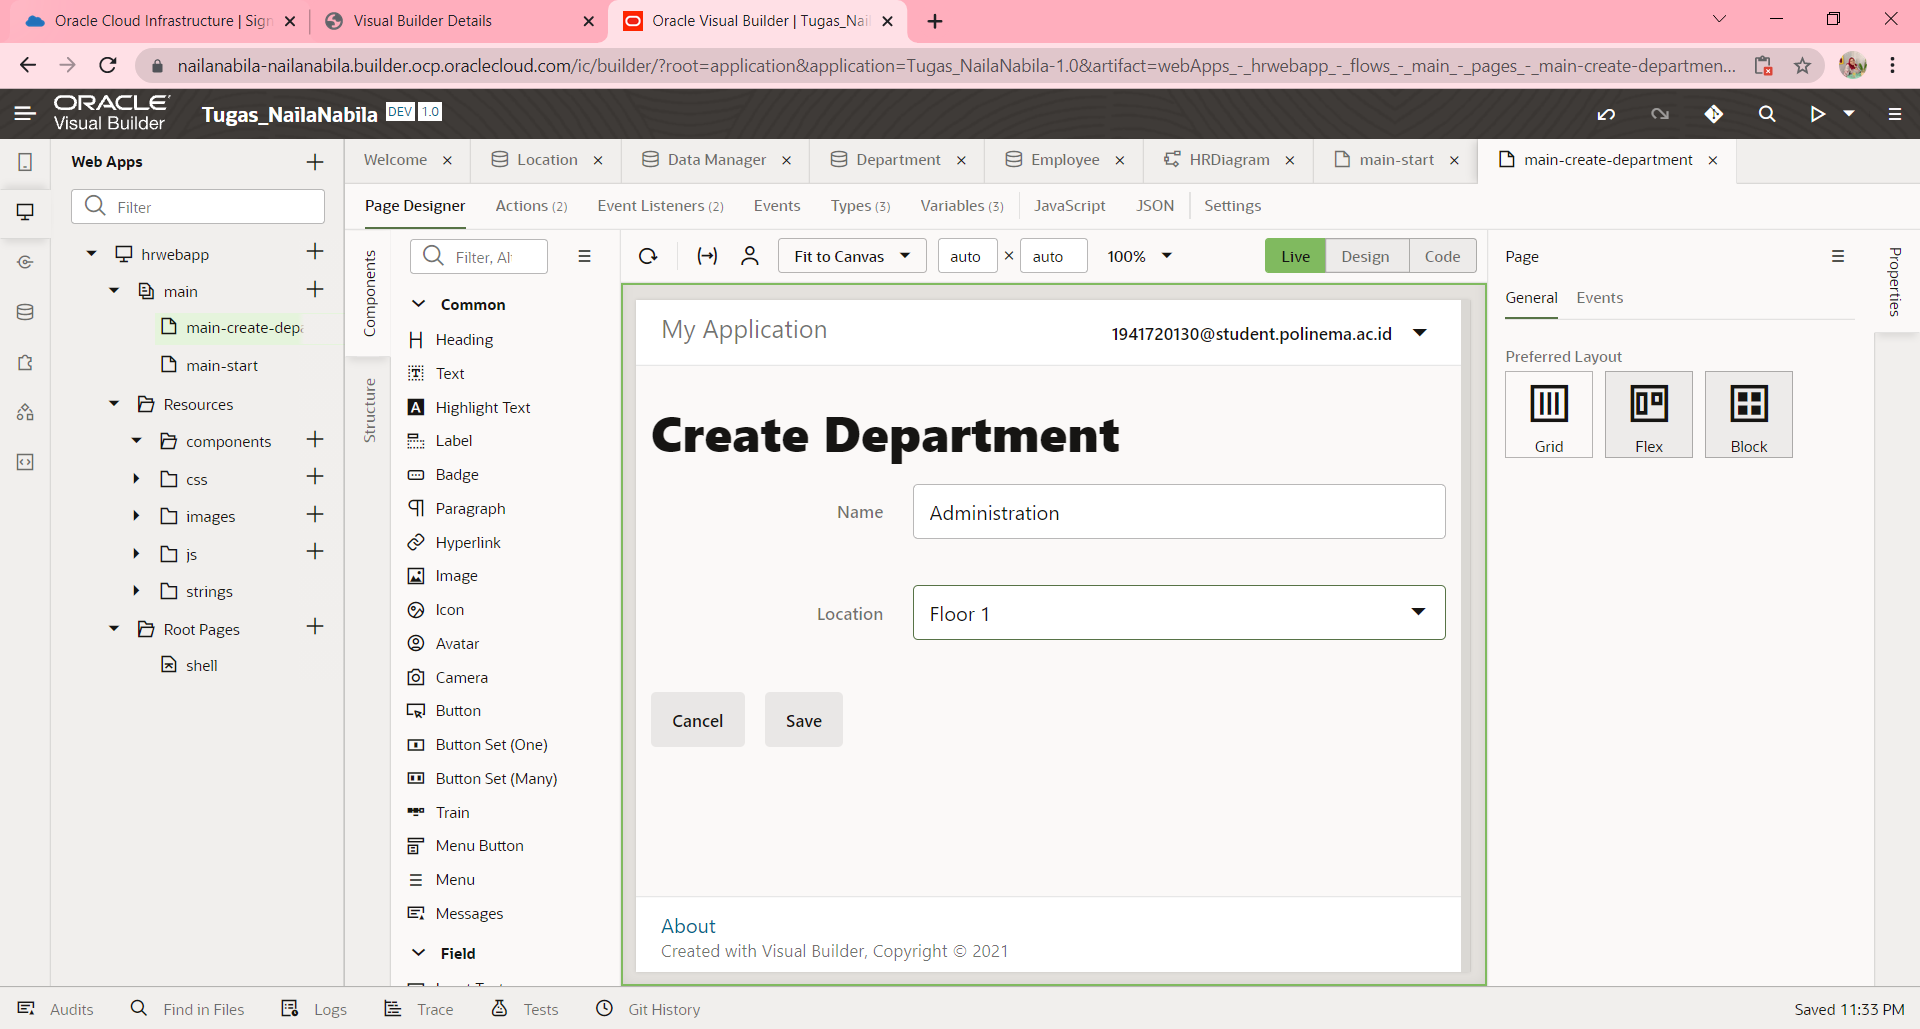 Oracle Cloud Infrastructure | Sign
Visual Builder Details
Oracle Visual Builder | Tugas_Nail
nailanabila-nailanabila.builder.ocp.oraclecloud.com/ic/builder/?root=application&application=Tugas_NailaNabila-1.0&artifact=webApps_-_hrwebapp_-_flows_-_main_-_pages_-_main-create-departmen...
ORACLE
Visual Builder
Tugas_NailaNabila DEV 1.0
Web Apps
Filter
hrwebapp
main
main-create-depa
main-start
Resources
components
css
images
js
strings
Root Pages
shell
Welcome
Location
Data Manager
Department
Employee
HRDiagram
main-start
main-create-department
Page Designer
Actions (2)
Event Listeners (2)
Events
Types (3)
Variables (3)
JavaScript
JSON
Settings
Components
Structure
Filter, Al
Common
Heading
Text
Highlight Text
Label
Badge
Paragraph
Hyperlink
Image
Icon
Avatar
Camera
Button
Button Set (One)
Button Set (Many)
Train
Menu Button
Menu
Messages
Field
Fit to Canvas
auto × auto
100%
Live
Design
Code
My Application
1941720130@student.polinema.ac.id
Create Department
Name
Administration
Location
Floor 1
Cancel
Save
About
Created with Visual Builder, Copyright © 2021
Page
General
Events
Preferred Layout
Grid
Flex
Block
Properties
Audits
Find in Files
Logs
Trace
Tests
Git History
Saved 11:33 PM